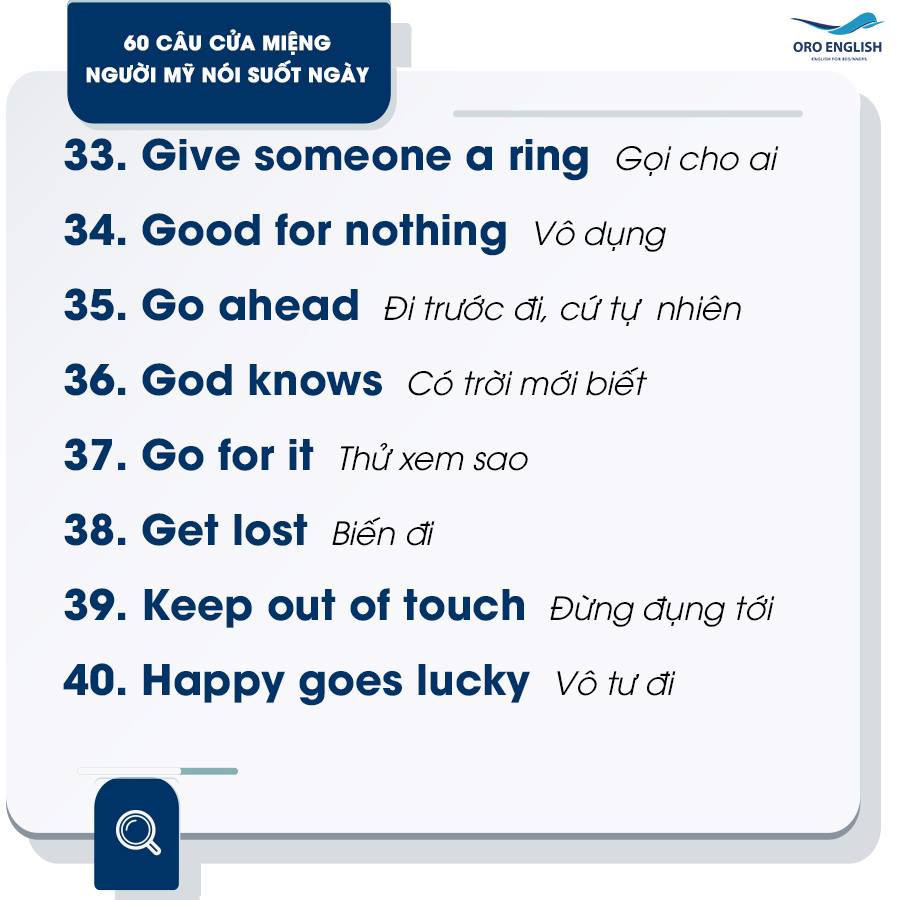 60 CÂU CỬA MIỆNG
NGƯỜI MỸ NÓI SUỐT NGÀY
ORO ENGLISH
ENGLISH FOR BEGINNERS
33. Give someone a ring Gọi cho ai
34. Good for nothing Vô dụng
35. Go ahead Đi trước đi, cứ tự nhiên
36. God knows Có trời mới biết
37. Go for it Thử xem sao
38. Get lost Biến đi
39. Keep out of touch Đừng đụng tới
40. Happy goes lucky Vô tư đi